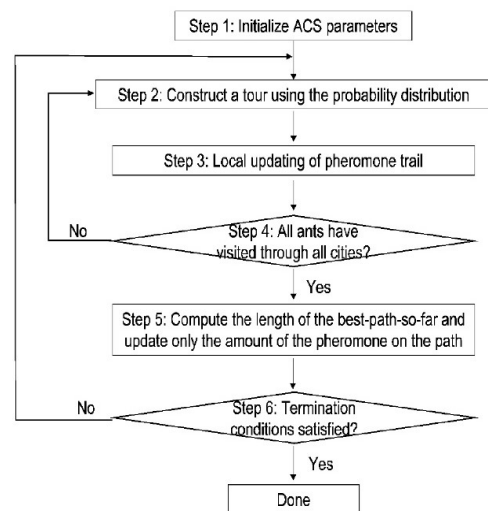 Step 1: Initialize ACS parameters
Step 2: Construct a tour using the probability distribution
Step 3: Local updating of pheromone trail
Step 4: All ants have
visited through all cities?
No
Yes
Step 5: Compute the length of the best-path-so-far and
update only the amount of the pheromone on the path
No
Step 6: Termination
conditions satisfied?
Yes
Done